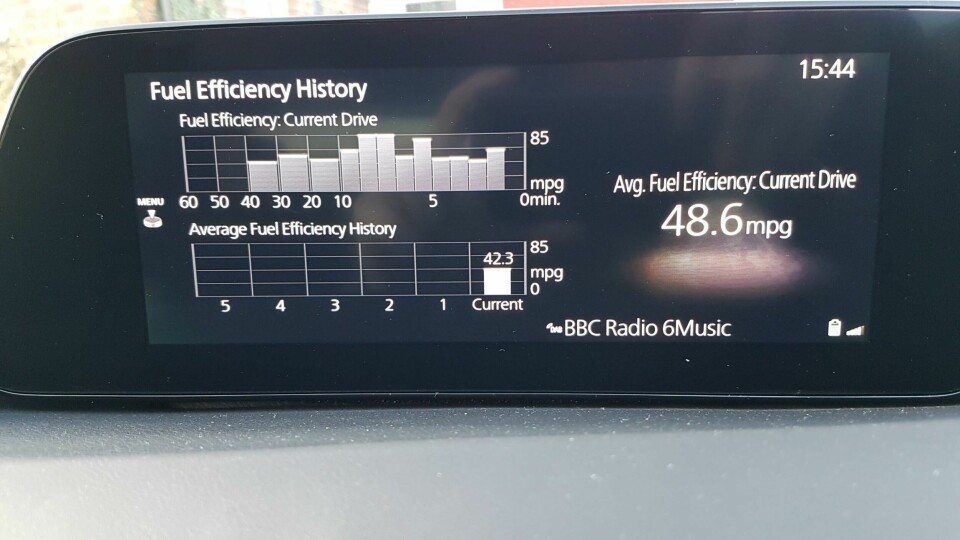 15:44
Fuel Efficiency History
Fuel Efficiency: Current Drive
85
mpg
60 50 40 30 20 10 5 0min.
MENU
Avg. Fuel Efficiency: Current Drive
48.6mpg
Average Fuel Efficiency History
85
42.3
mpg
0
5 4 3 2 1 Current
DAB BBC Radio 6Music